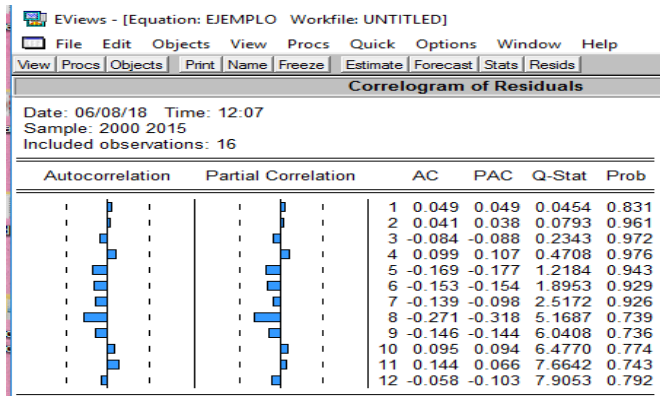 EViews - [Equation: EJEMPLO Workfile: UNTITLED]
File Edit Objects View Procs Quick Options Window Help
View Procs Objects Print Name Freeze Estimate Forecast Stats Resids
Correlogram of Residuals
Date: 06/08/18 Time: 12:07
Sample: 2000 2015
Included observations: 16
Autocorrelation Partial Correlation AC PAC Q-Stat Prob
1 0.049 0.049 0.0454 0.831
2 0.041 0.038 0.0793 0.961
3 -0.084 -0.088 0.2343 0.972
4 0.099 0.107 0.4708 0.976
5 -0.169 -0.177 1.2184 0.943
6 -0.153 -0.154 1.8953 0.929
7 -0.139 -0.098 2.5172 0.926
8 -0.271 -0.318 5.1687 0.739
9 -0.146 -0.144 6.0408 0.736
10 0.095 0.094 6.4770 0.774
11 0.144 0.066 7.6642 0.743
12 -0.058 -0.103 7.9053 0.792